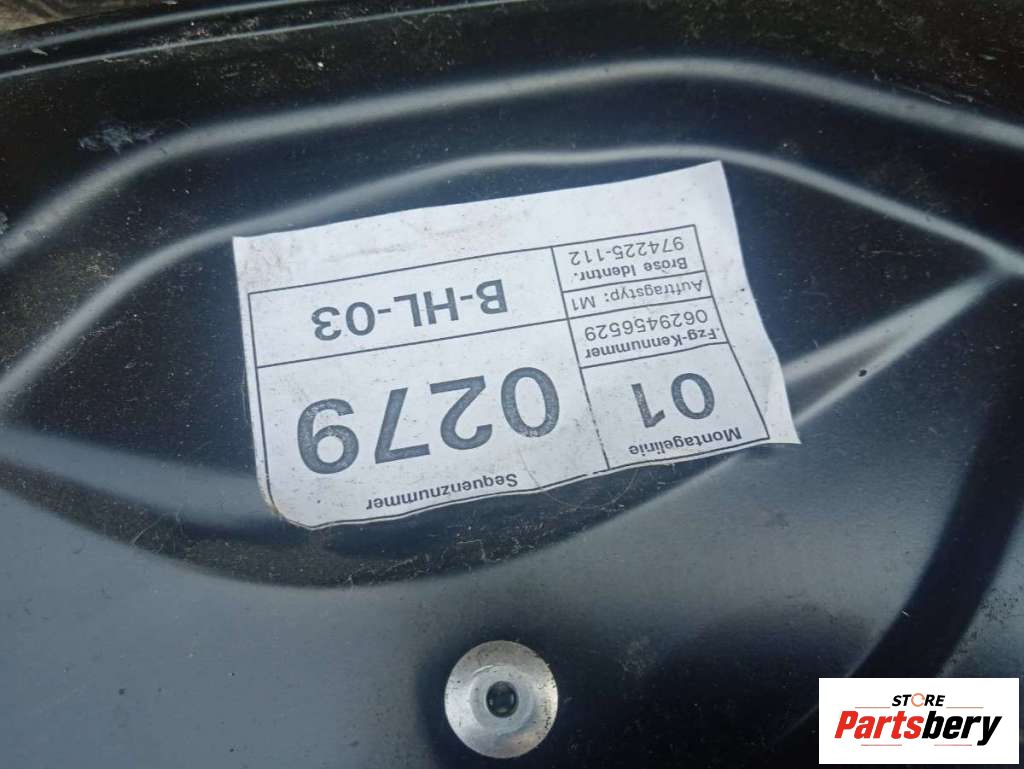 Montagelinie
01
Sequenznummer
0279
Fzg-Kennummer
0629456529
Auftragstyp: M1
Brose Identnr.
974225-112
B-HL-03
STORE
Partsbery